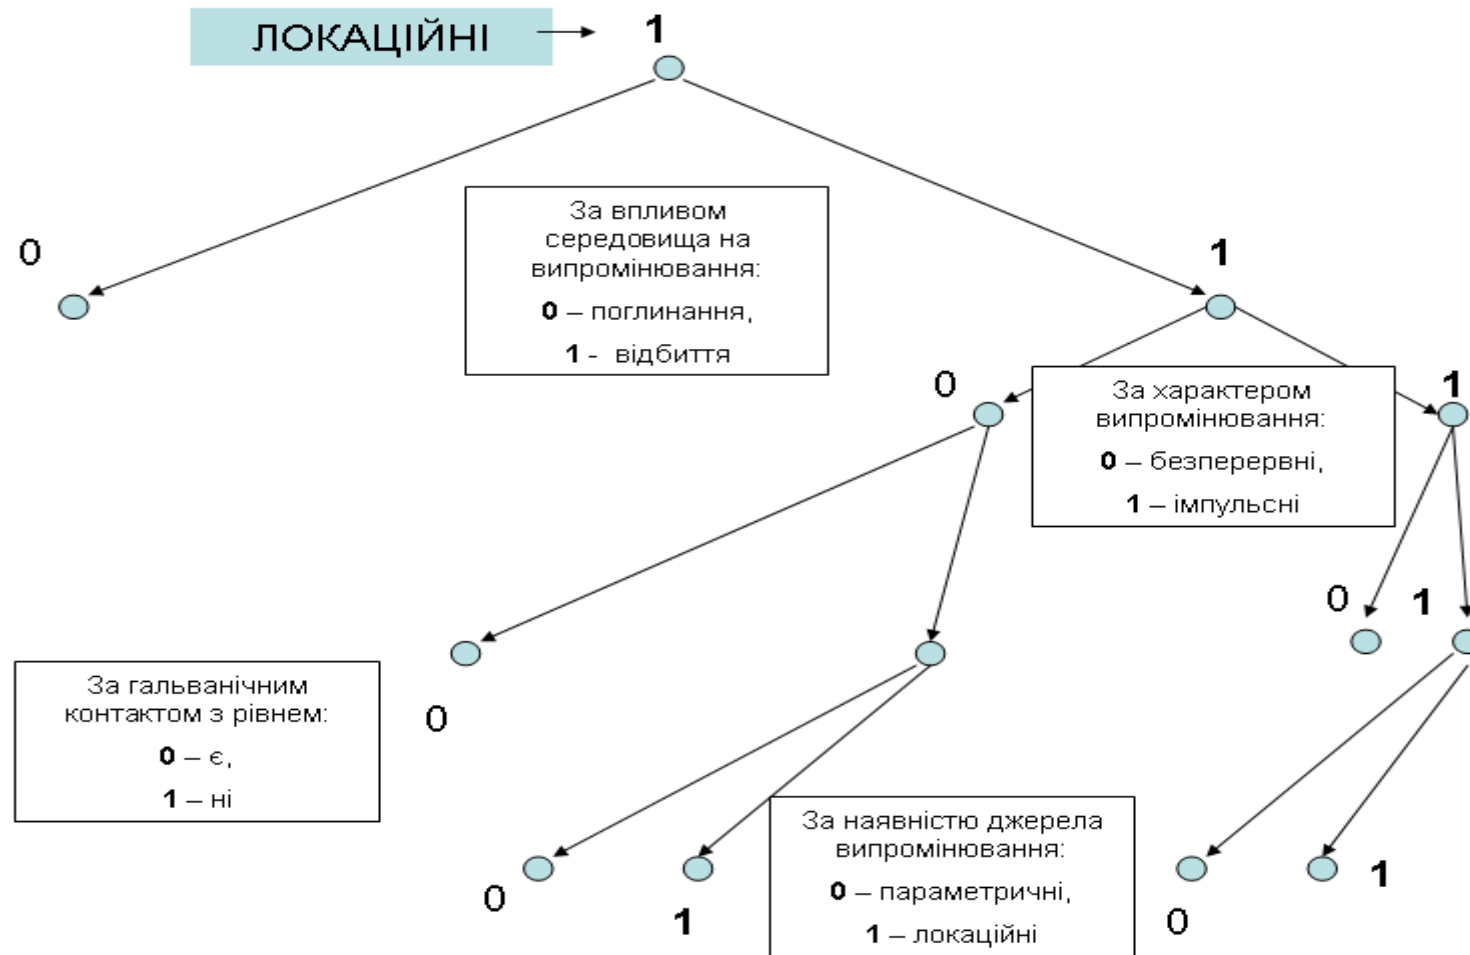 ЛОКАЦІЙНІ
1
За впливом
середовища на
випромінювання:
0 – поглинання,
1 - відбиття
0
1
0
За характером
випромінювання:
0 – безперервні,
1 – імпульсні
1
0
1
За гальванічним
контактом з рівнем:
0 – є,
1 – ні
0
0
1
За наявністю джерела
випромінювання:
0 – параметричні,
1 – локаційні
0
1